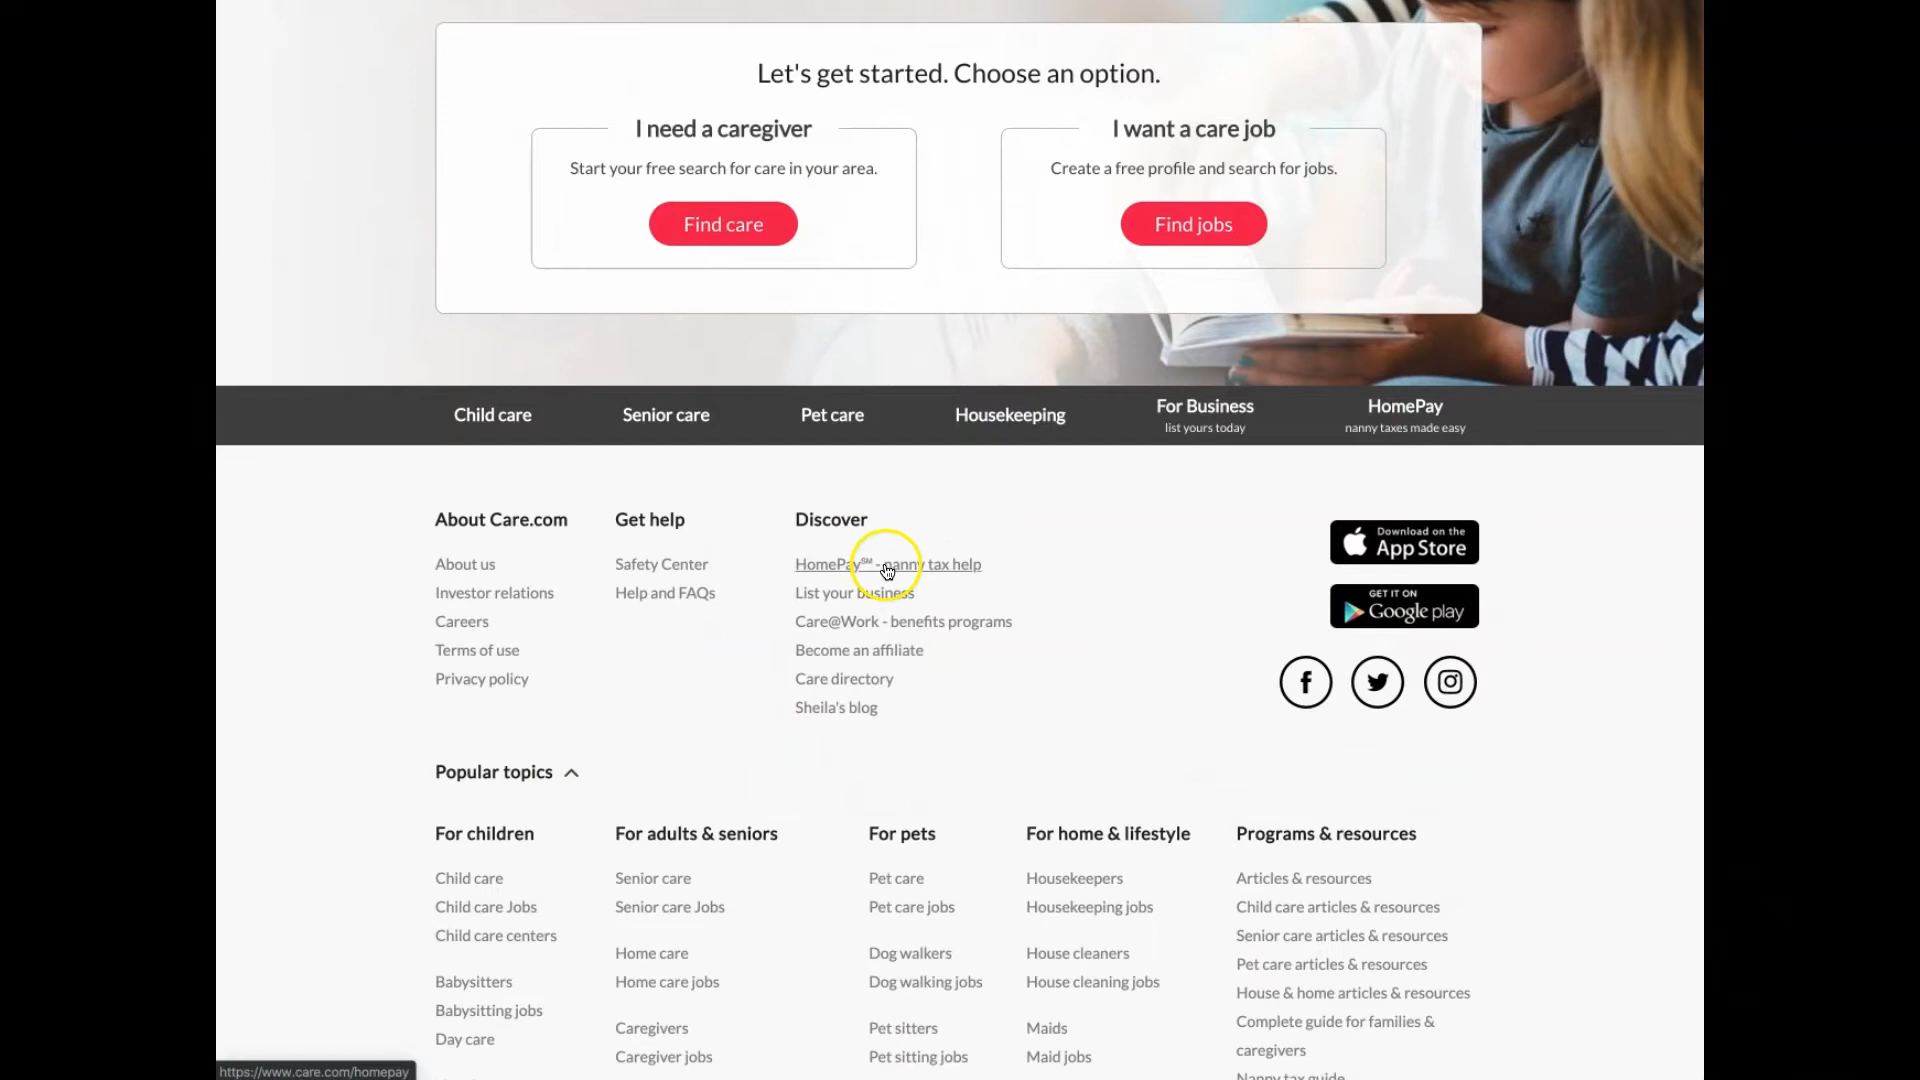 Let's get started. Choose an option.
I need a caregiver
Start your free search for care in your area.
Find care
I want a care job
Create a free profile and search for jobs.
Find jobs
Child care
Senior care
Pet care
Housekeeping
For Business
list yours today
HomePay
nanny taxes made easy
About Care.com
About us
Investor relations
Careers
Terms of use
Privacy policy
Get help
Safety Center
Help and FAQs
Discover
HomePay℠ - nanny tax help
List your business
Care@Work - benefits programs
Become an affiliate
Care directory
Sheila's blog
Download on the
App Store
GET IT ON
Google play
Popular topics
For children
Child care
Child care Jobs
Child care centers
Babysitters
Babysitting jobs
Day care
For adults & seniors
Senior care
Senior care Jobs
Home care
Home care jobs
Caregivers
Caregiver jobs
For pets
Pet care
Pet care jobs
Dog walkers
Dog walking jobs
Pet sitters
Pet sitting jobs
For home & lifestyle
Housekeepers
Housekeeping jobs
House cleaners
House cleaning jobs
Maids
Maid jobs
Programs & resources
Articles & resources
Child care articles & resources
Senior care articles & resources
Pet care articles & resources
House & home articles & resources
Complete guide for families &
caregivers
Nanny tax guide
https://www.care.com/homepay